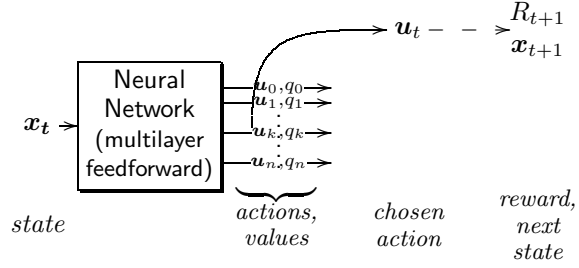 u_t
R_{t+1}
x_{t+1}
Neural
Network
(multilayer
feedforward)
x_t
u_0, q_0
u_1, q_1
u_k, q_k
u_n, q_n
state
actions,
values
chosen
action
reward,
next
state